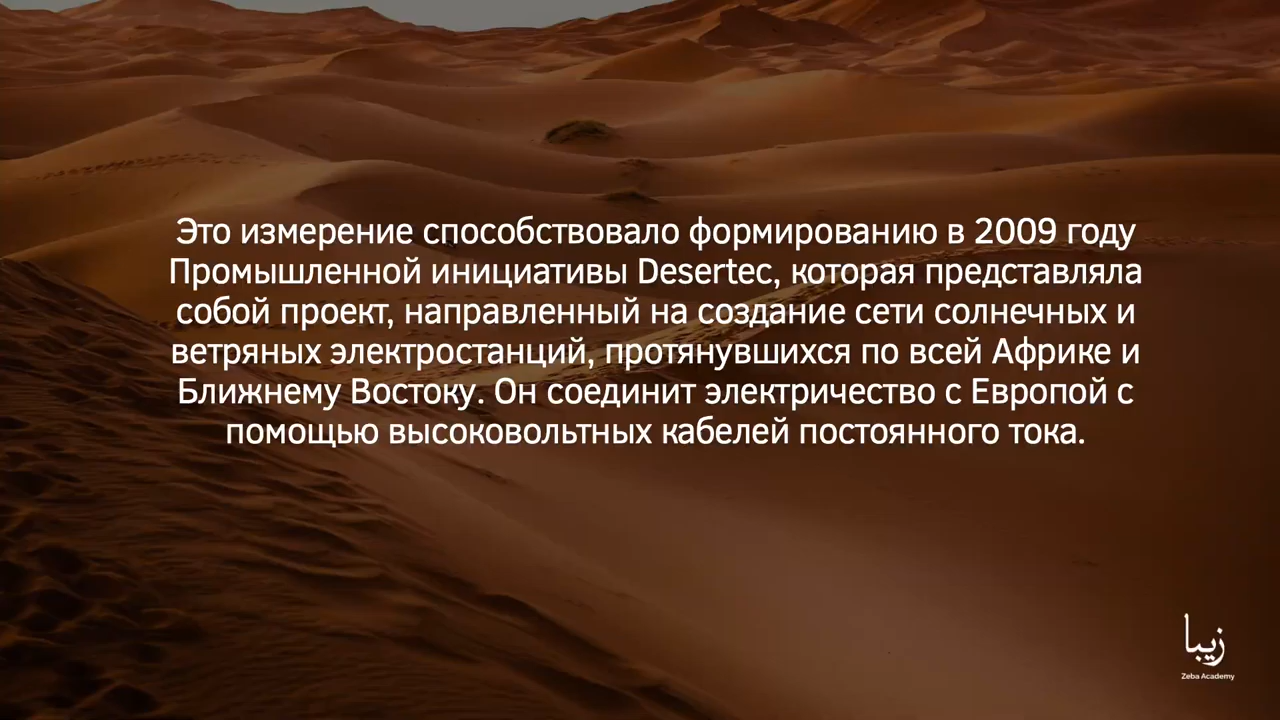 Это измерение способствовало формированию в 2009 году
Промышленной инициативы Desertec, которая представляла
собой проект, направленный на создание сети солнечных и
ветряных электростанций, протянувшихся по всей Африке и
Ближнему Востоку. Он соединит электричество с Европой с
помощью высоковольтных кабелей постоянного тока.
زيبا
Zeba Academy